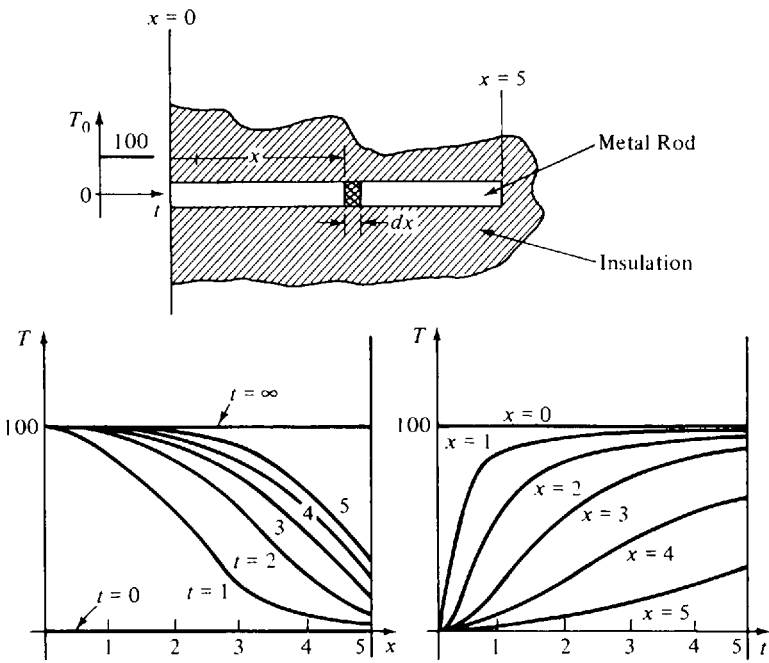 x = 0
x = 5
T₀
100
x
Metal Rod
0
t
dx
Insulation
T
t = ∞
100
5
4
3
t = 2
t = 1
t = 0
1 2 3 4 5 x
T
x = 0
100
x = 1
x = 2
x = 3
x = 4
x = 5
1 2 3 4 5 t